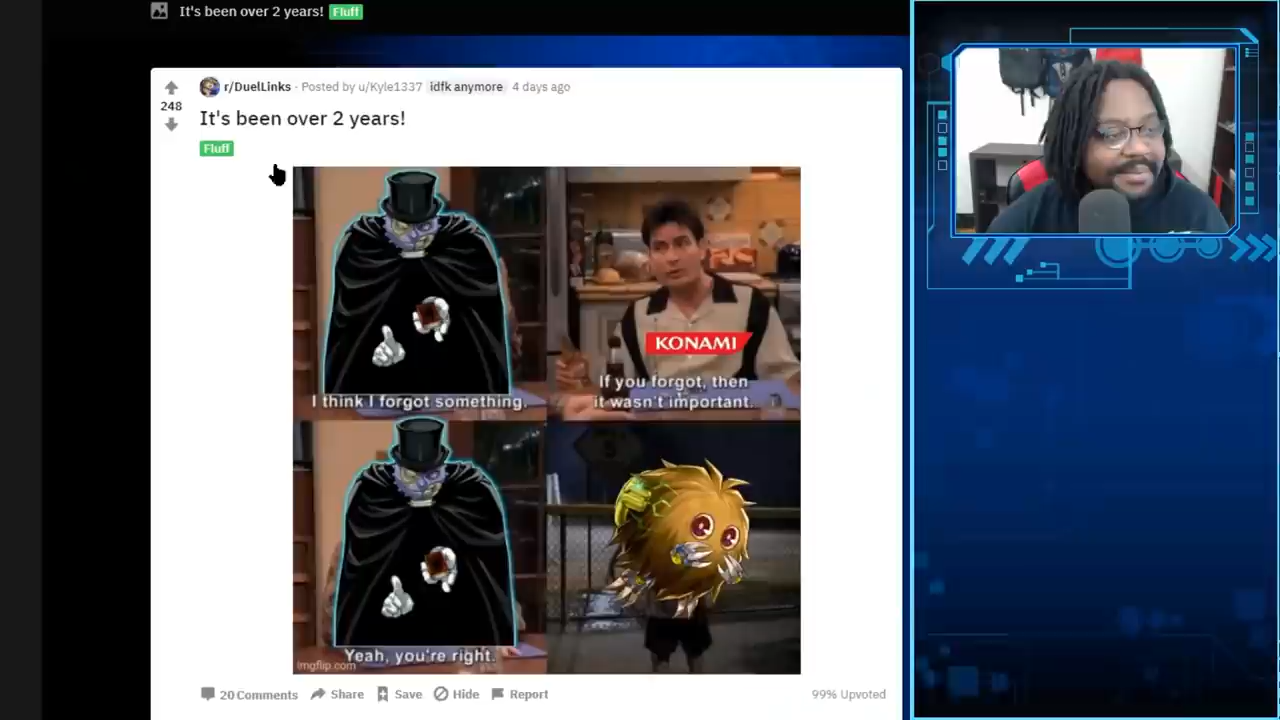 It's been over 2 years! Fluff
r/DuelLinks · Posted by u/Kyle1337 idfk anymore 4 days ago
248
It's been over 2 years!
Fluff
KONAMI
I think I forgot something.
If you forgot, then
it wasn't important.
Yeah, you're right.
imgflip.com
20 Comments Share Save Hide Report 99% Upvoted